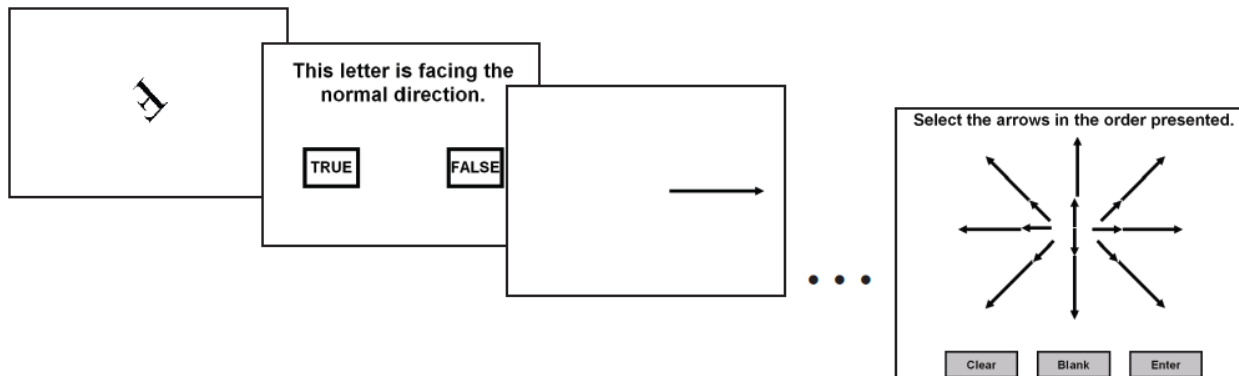 F
This letter is facing the
normal direction.
TRUE FALSE
Select the arrows in the order presented.
Clear Blank Enter